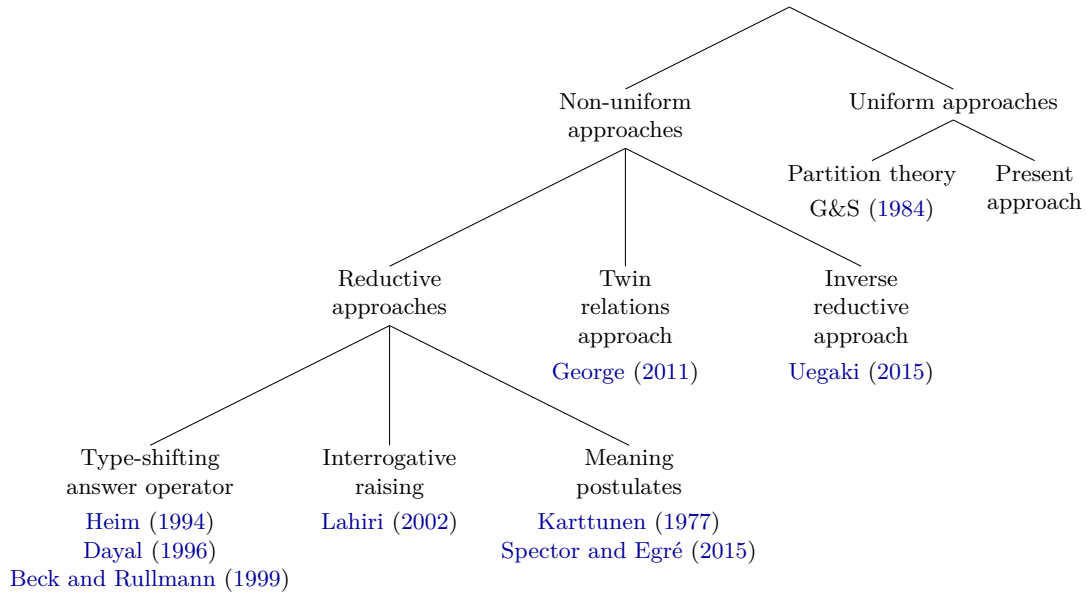 Non-uniform
approaches
Uniform approaches
Partition theory
G&S (1984)
Present
approach
Reductive
approaches
Twin
relations
approach
George (2011)
Inverse
reductive
approach
Uegaki (2015)
Type-shifting
answer operator
Heim (1994)
Dayal (1996)
Beck and Rullmann (1999)
Interrogative
raising
Lahiri (2002)
Meaning
postulates
Karttunen (1977)
Spector and Egré (2015)